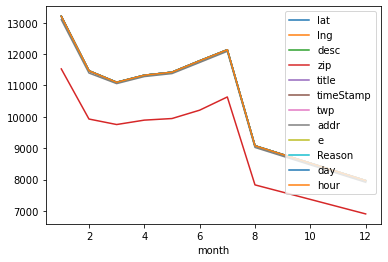 13000
12000
11000
10000
9000
8000
7000
2
4
6
8
10
12
month
lat
lng
desc
zip
title
timeStamp
twp
addr
e
Reason
day
hour